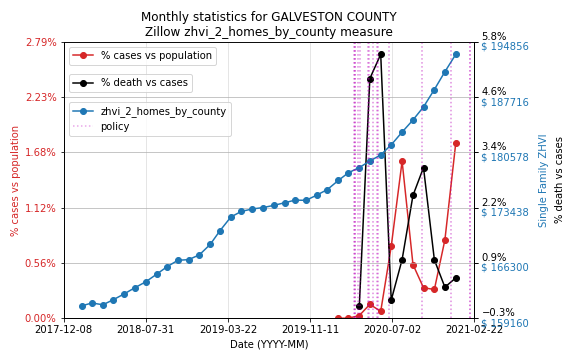 Monthly statistics for GALVESTON COUNTY
Zillow zhvi_2_homes_by_county measure
% cases vs population
% death vs cases
zhvi_2_homes_by_county
policy
2.79%
2.23%
1.68%
1.12%
0.56%
0.00%
% cases vs population
5.8%
$ 194856
4.6%
$ 187716
3.4%
$ 180578
2.2%
$ 173438
0.9%
$ 166300
−0.3%
$ 159160
Single Family ZHVI
% death vs cases
2017-12-08
2018-07-31
2019-03-22
2019-11-11
2020-07-02
2021-02-22
Date (YYYY-MM)